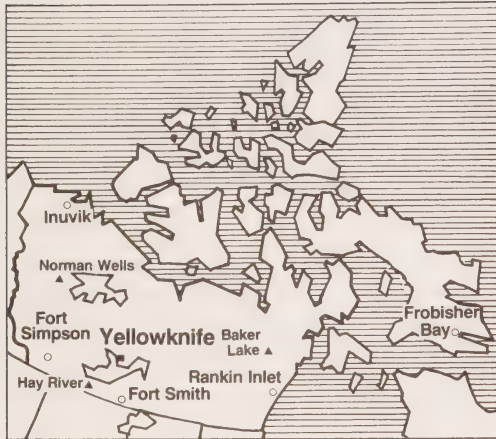 Inuvik
Norman Wells
Fort
Simpson
Yellowknife
Baker
Lake
Frobisher
Bay
Hay River
Fort Smith
Rankin Inlet